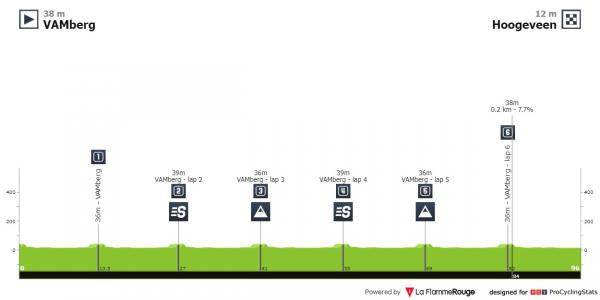 38 m
VAMberg
12 m
Hoogeveen
38m
0.2 km - 7.7%
1
36m - VAMberg
39m
VAMberg - lap 2
2
36m
VAMberg - lap 3
3
39m
VAMberg - lap 4
4
36m
VAMberg - lap 5
5
6
36m - VAMberg - lap 6
400
200
0
400
200
0
0
13.5
27
41
55
69
96
84
Powered by La FlammeRouge
designed for PCS ProCyclingStats